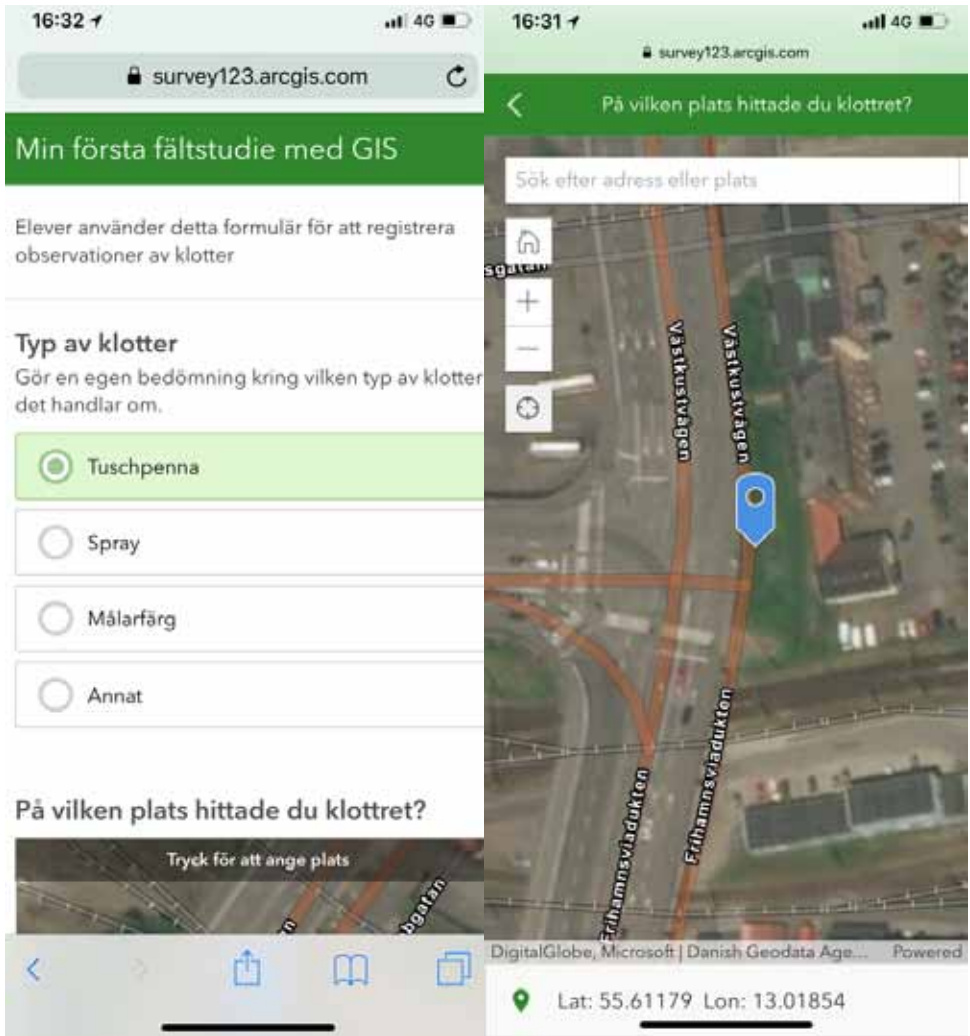 16:32
4G
survey123.arcgis.com
Min första fältstudie med GIS
Elever använder detta formulär för att registrera
observationer av klotter
Typ av klotter
Gör en egen bedömning kring vilken typ av klotter
det handlar om.
Tuschpenna
Spray
Målarfärg
Annat
På vilken plats hittade du klottret?
Tryck för att ange plats
bgatan
16:31
4G
survey123.arcgis.com
På vilken plats hittade du klottret?
Sök efter adress eller plats
sgatan
Västkustvägen
Västkustvägen
Frihamnsviadukten
Frihamnsviadukten
DigitalGlobe, Microsoft | Danish Geodata Age...
Powered
Lat: 55.61179 Lon: 13.01854